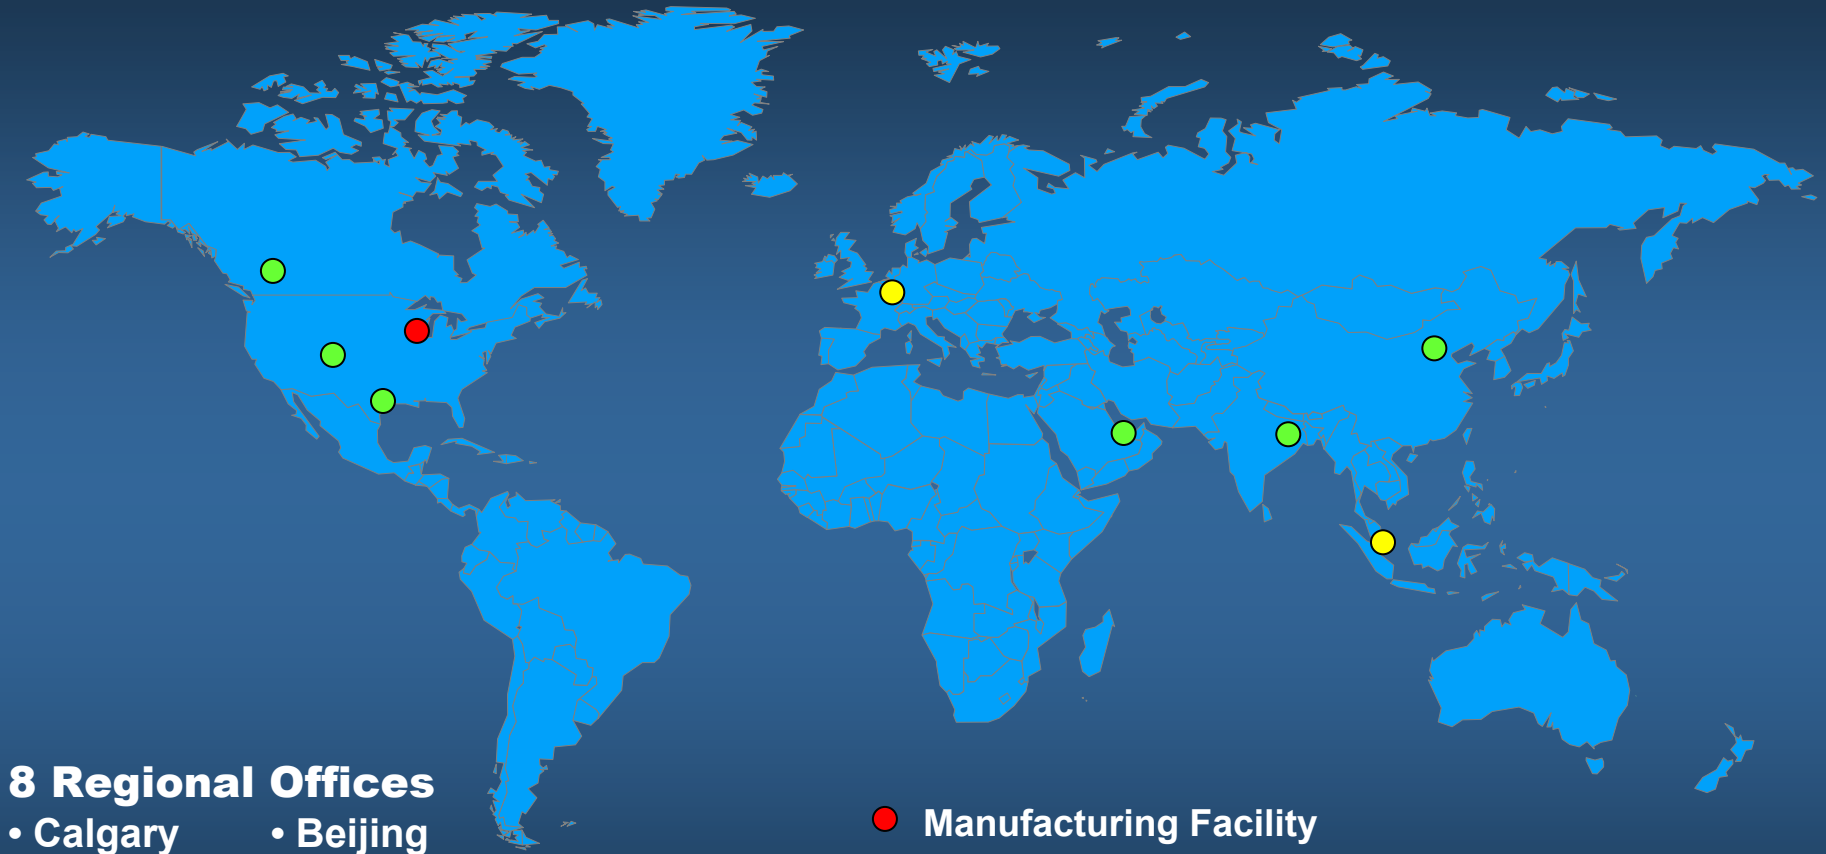 8 Regional Offices
• Calgary • Beijing
Manufacturing Facility